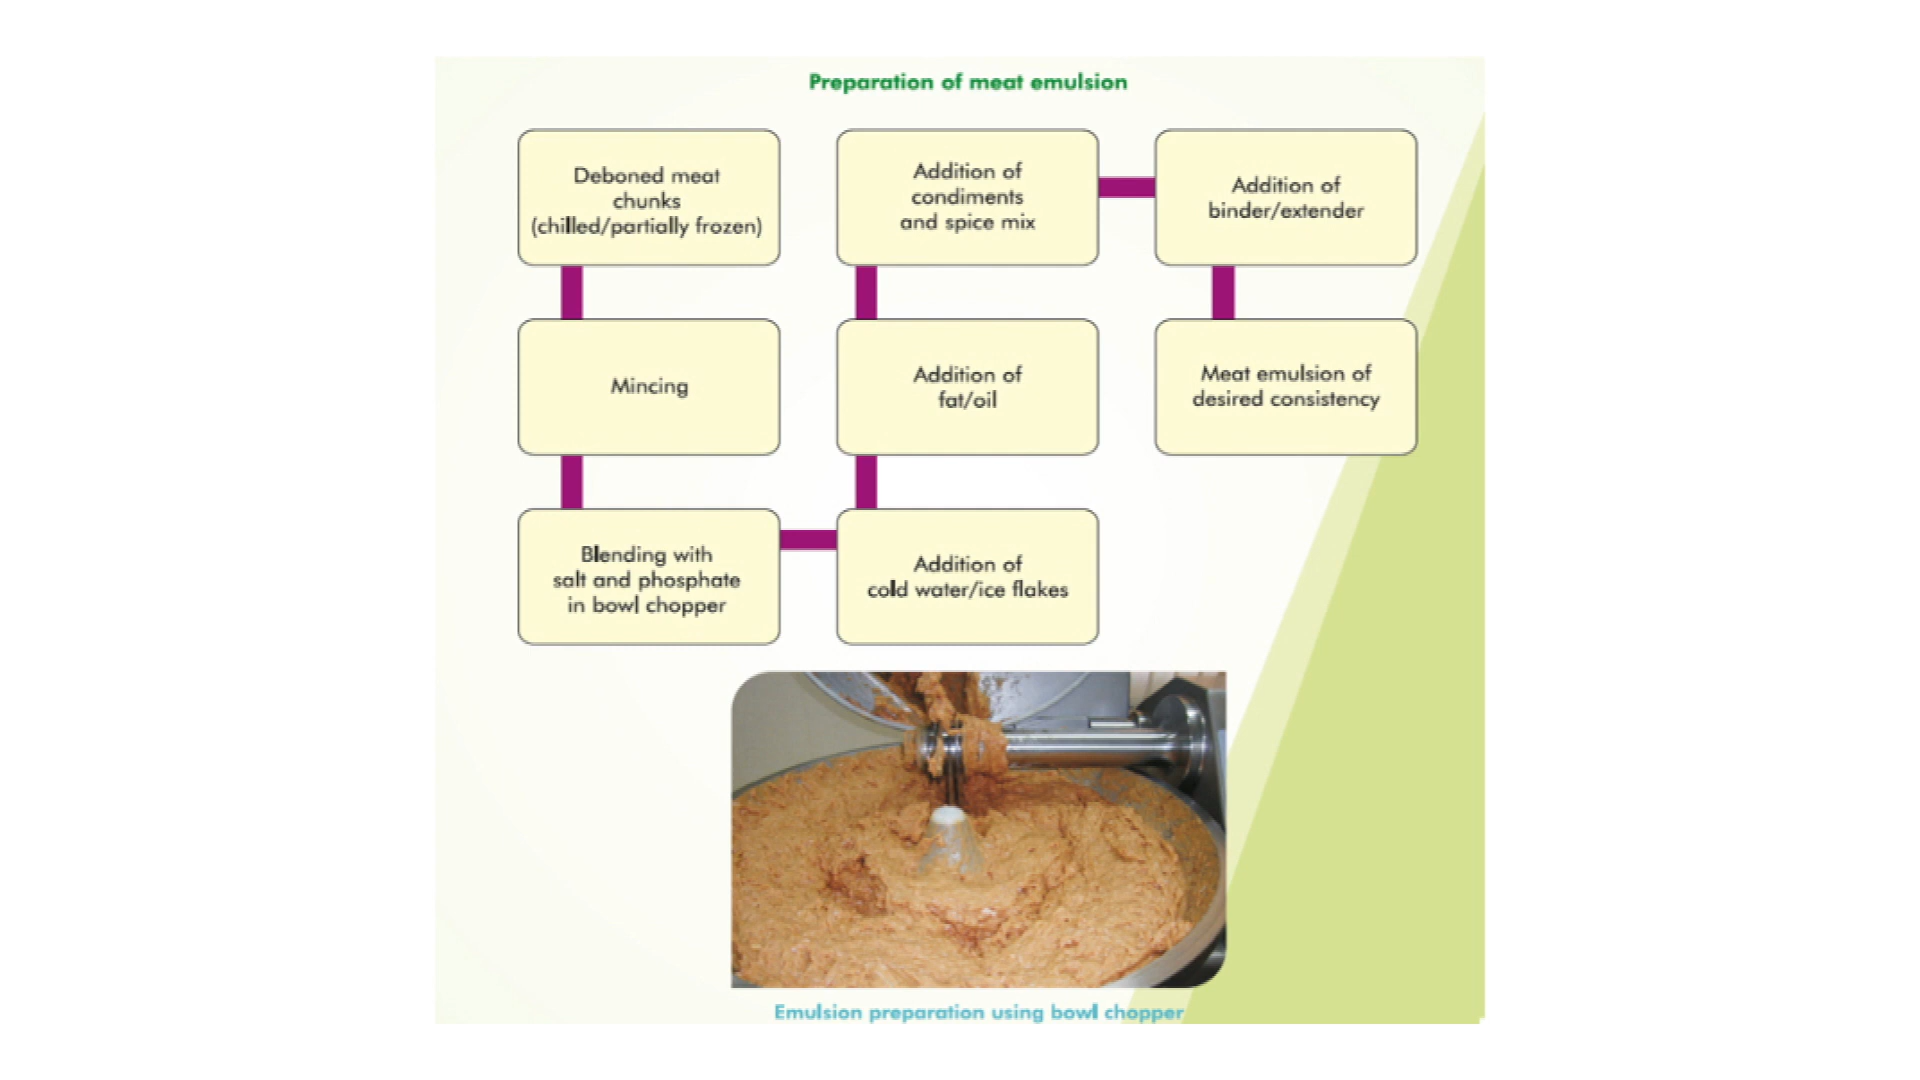 Preparation of meat emulsion
Deboned meat
chunks
(chilled/partially frozen)
Mincing
Blending with
salt and phosphate
in bowl chopper
Addition of
cold water/ice flakes
Addition of
fat/oil
Addition of
condiments
and spice mix
Addition of
binder/extender
Meat emulsion of
desired consistency
Emulsion preparation using bowl chopper